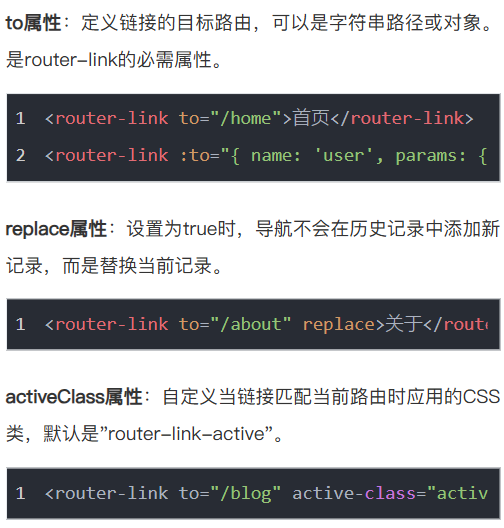 to属性：定义链接的目标路由，可以是字符串路径或对象。
是router-link的必需属性。
1 <router-link to="/home">首页</router-link>
2 <router-link :to="{ name: 'user', params: {
replace属性：设置为true时，导航不会在历史记录中添加新
记录，而是替换当前记录。
1 <router-link to="/about" replace>关于</route
activeClass属性：自定义当链接匹配当前路由时应用的CSS
类，默认是"router-link-active"。
1 <router-link to="/blog" active-class="activ